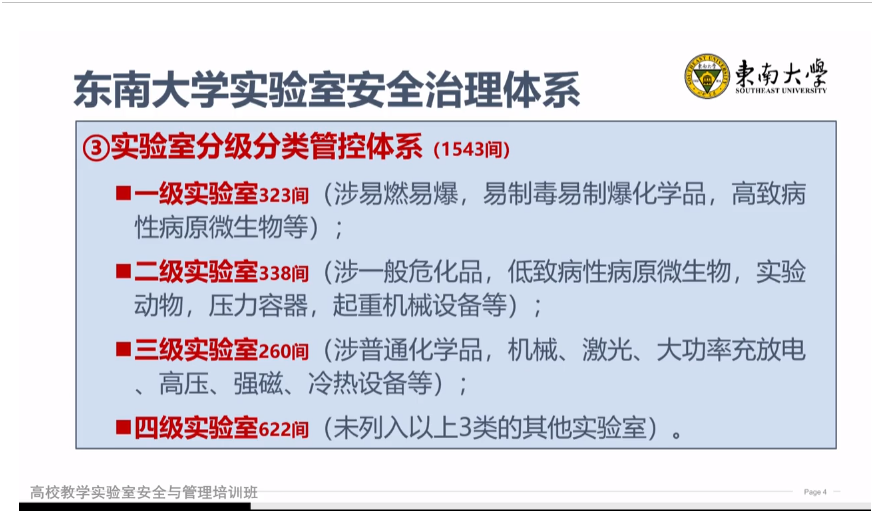 东南大学实验室安全治理体系
東南大學
SOUTHEAST UNIVERSITY
③实验室分级分类管控体系（1543间）
■一级实验室323间（涉易燃易爆，易制毒易制爆化学品，高致病
性病原微生物等）；
■二级实验室338间（涉一般危化品，低致病性病原微生物，实验
动物，压力容器，起重机械设备等）；
■三级实验室260间（涉普通化学品，机械、激光、大功率充放电
、高压、强磁、冷热设备等）；
■四级实验室622间（未列入以上3类的其他实验室）。
高校教学实验室安全与管理培训班
Page 4